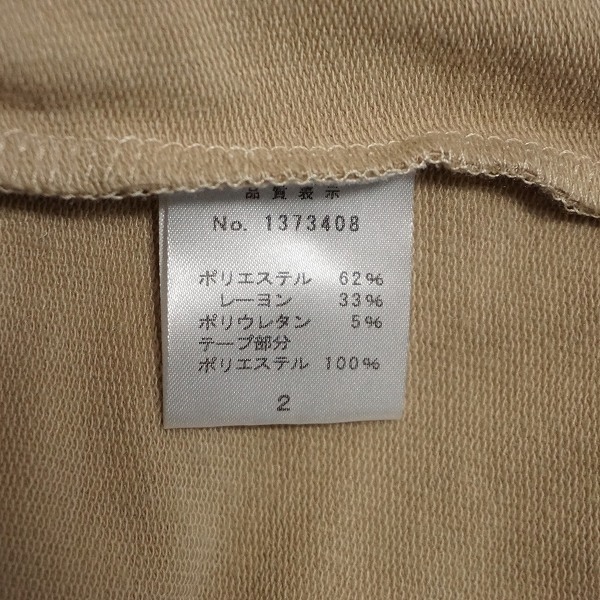 品質表示
No. 1373408
ポリエステル 62%
レーヨン 33%
ポリウレタン 5%
テープ部分
ポリエステル 100%
2